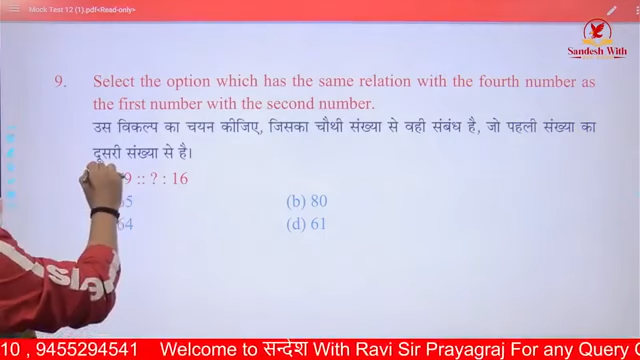 Mock Test 12 (1).pdf<Read-only>
Sandesh With
9. Select the option which has the same relation with the fourth number as
the first number with the second number.
उस विकल्प का चयन कीजिए, जिसका चौथी संख्या से वही संबंध है, जो पहली संख्या का
दूसरी संख्या से है।
9 :: ? : 16
(b) 80
(d) 61
10 , 9455294541 Welcome to सन्देश With Ravi Sir Prayagraj For any Query